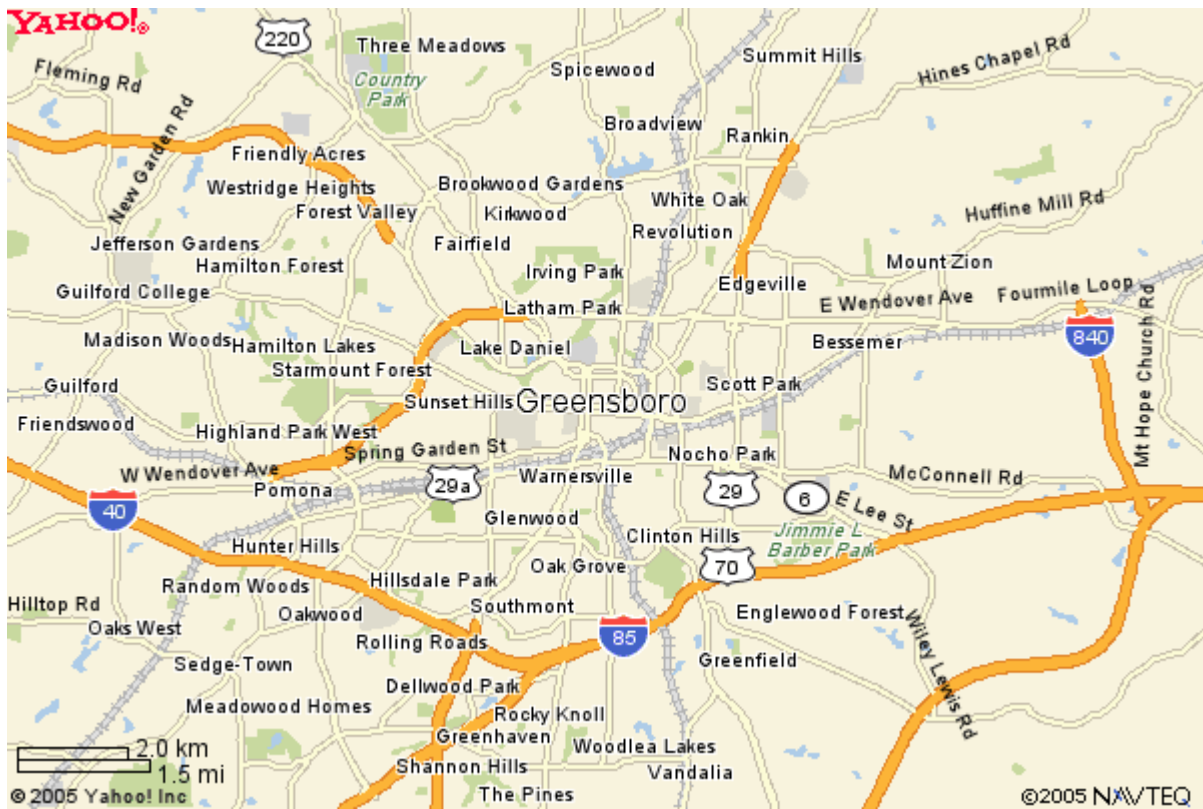 YAHOO!®
220
Three Meadows
Summit Hills
Hines Chapel Rd
Fleming Rd
Spicewood
Country
Park
New Garden Rd
Broadview
Rankin
Friendly Acres
Westridge Heights
Brookwood Gardens
White Oak
Forest Valley
Kirkwood
Huffine Mill Rd
Revolution
Jefferson Gardens
Fairfield
Hamilton Forest
Irving Park
Mount Zion
Edgeville
Guilford College
Latham Park
E Wendover Ave
Fourmile Loop
Madison Woods
Hamilton Lakes
Lake Daniel
Bessemer
840
Mt Hope Church Rd
Starmount Forest
Guilford
Scott Park
Sunset Hills
Greensboro
Friendswood
Highland Park West
Spring Garden St
Nocho Park
W Wendover Ave
Warnersville
McConnell Rd
Pomona
29a
29
6
E Lee St
40
Glenwood
Clinton Hills
Jimmie L
Barber Park
Hunter Hills
Oak Grove
70
Random Woods
Hillsdale Park
Hilltop Rd
Oakwood
Southmont
Englewood Forest
Oaks West
Rolling Roads
85
Wiley Lewis Rd
Sedge-Town
Greenfield
Dellwood Park
Meadowood Homes
Rocky Knoll
Greenhaven
Woodlea Lakes
2.0 km
1.5 mi
Shannon Hills
Vandalia
The Pines
© 2005 Yahoo! Inc
©2005 NAVTEQ